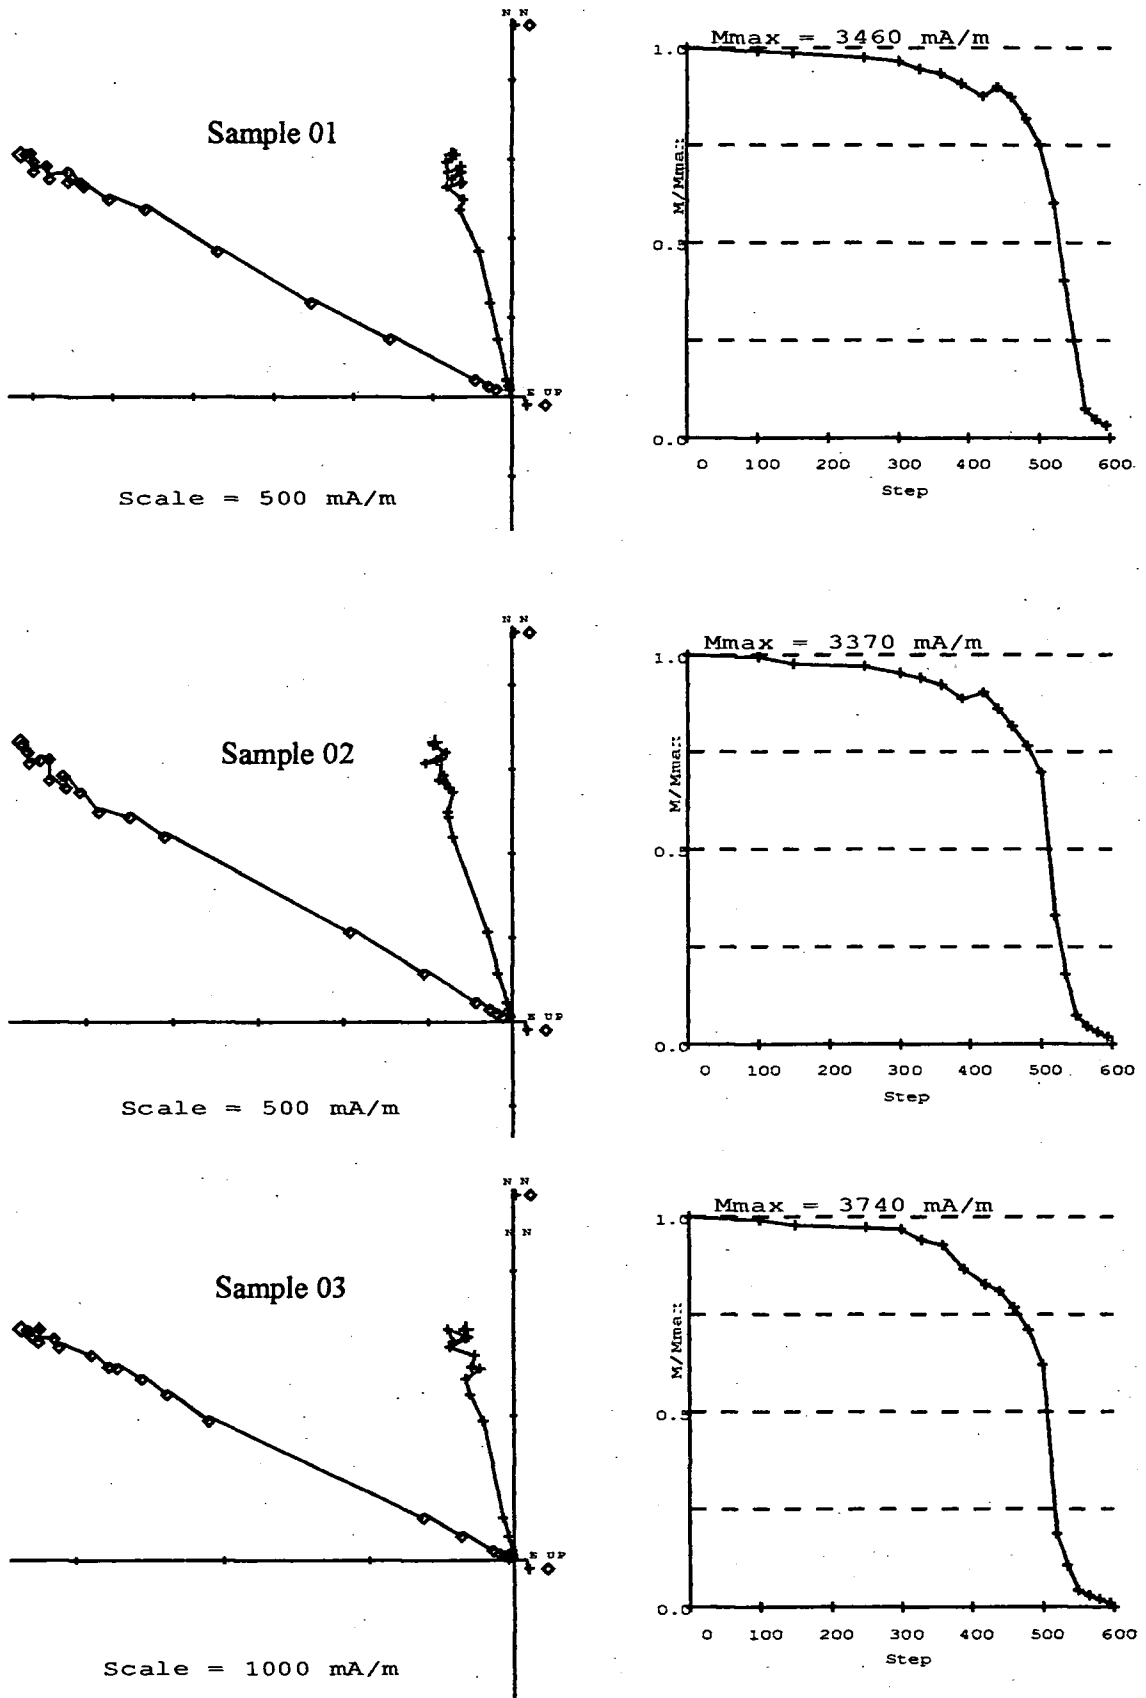 N N
Sample 01
E UP
Scale = 500 mA/m
Mmax = 3460 mA/m
1.0
M/Mmax
0.5
0.0
0 100 200 300 400 500 600
Step
N N
Sample 02
E UP
Scale = 500 mA/m
Mmax = 3370 mA/m
1.0
M/Mmax
0.5
0.0
0 100 200 300 400 500 600
Step
N N
N N
Sample 03
E UP
Scale = 1000 mA/m
Mmax = 3740 mA/m
1.0
M/Mmax
0.5
0.0
0 100 200 300 400 500 600
Step